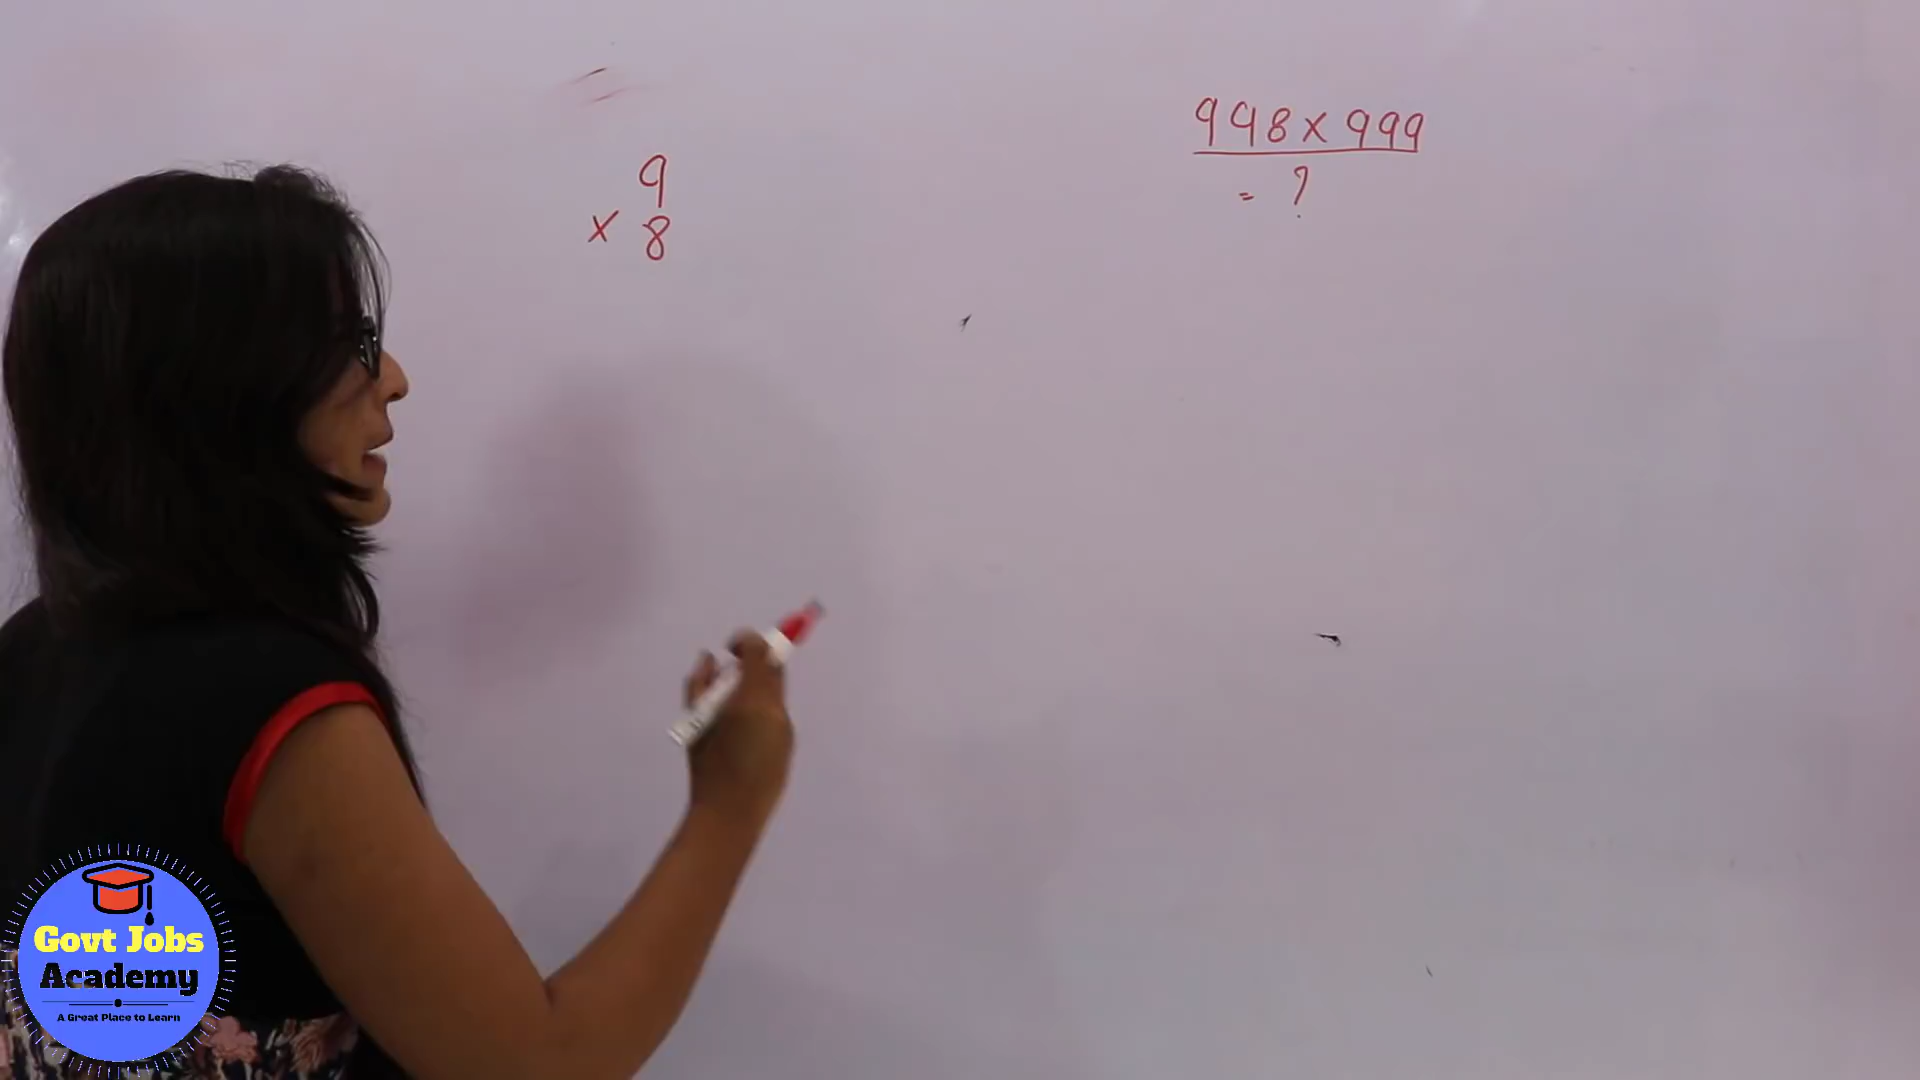 998 x 999
= ?
9
x 8
Govt Jobs
Academy
A Great Place to Learn